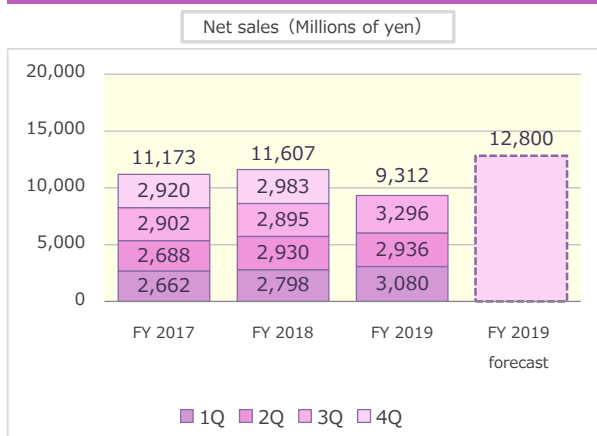 Net sales（Millions of yen）
20,000
15,000
10,000
5,000
0
11,173
2,920
2,902
2,688
2,662
11,607
2,983
2,895
2,930
2,798
9,312
3,296
2,936
3,080
12,800
FY 2017
FY 2018
FY 2019
FY 2019
forecast
1Q 2Q 3Q 4Q